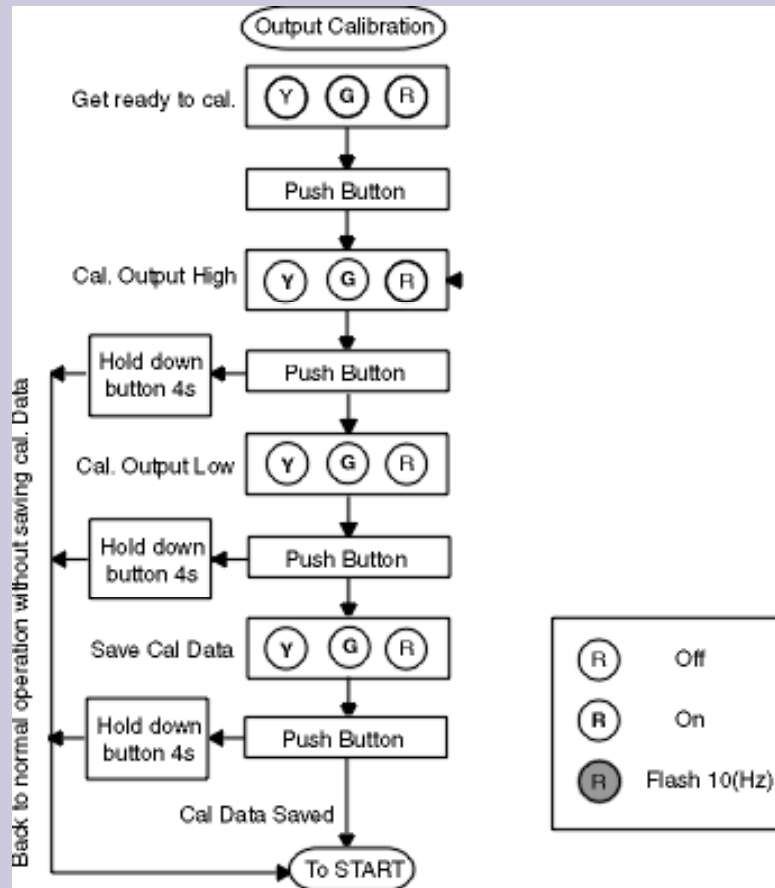 Output Calibration
Get ready to cal.
Y G R
Push Button
Cal. Output High
Y G R
Hold down
button 4s
Push Button
Cal. Output Low
Y G R
Hold down
button 4s
Push Button
Save Cal Data
Y G R
Hold down
button 4s
Push Button
Cal Data Saved
To START
Back to normal operation without saving cal. Data
R Off
R On
R Flash 10(Hz)